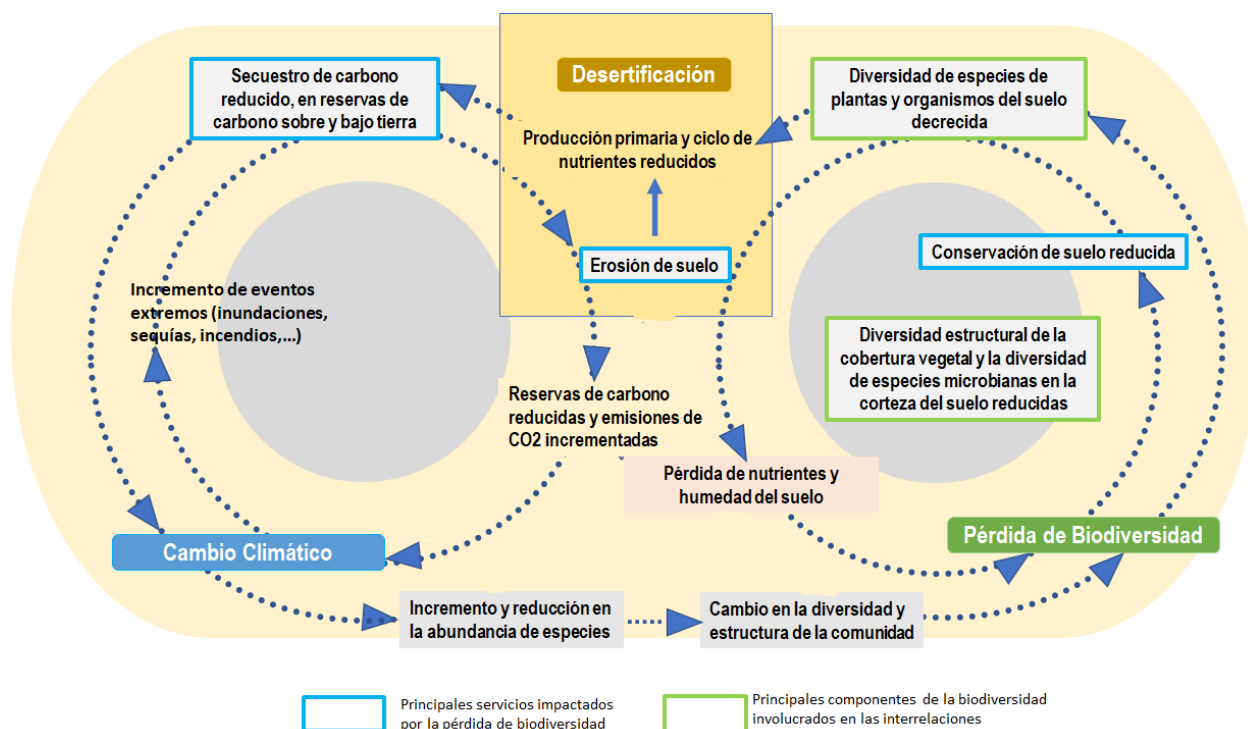 Secuestro de carbono
reducido, en reservas de
carbono sobre y bajo tierra
Desertificación
Producción primaria y ciclo de
nutrientes reducidos
Diversidad de especies de
plantas y organismos del suelo
decrecida
Erosión de suelo
Conservación de suelo reducida
Incremento de eventos
extremos (inundaciones,
sequías, incendios,...)
Diversidad estructural de la
cobertura vegetal y la diversidad
de especies microbianas en la
corteza del suelo reducidas
Reservas de carbono
reducidas y emisiones de
CO2 incrementadas
Pérdida de nutrientes y
humedad del suelo
Cambio Climático
Pérdida de Biodiversidad
Incremento y reducción en
la abundancia de especies
Cambio en la diversidad y
estructura de la comunidad
Principales servicios impactados
por la pérdida de biodiversidad
Principales componentes de la biodiversidad
involucrados en las interrelaciones